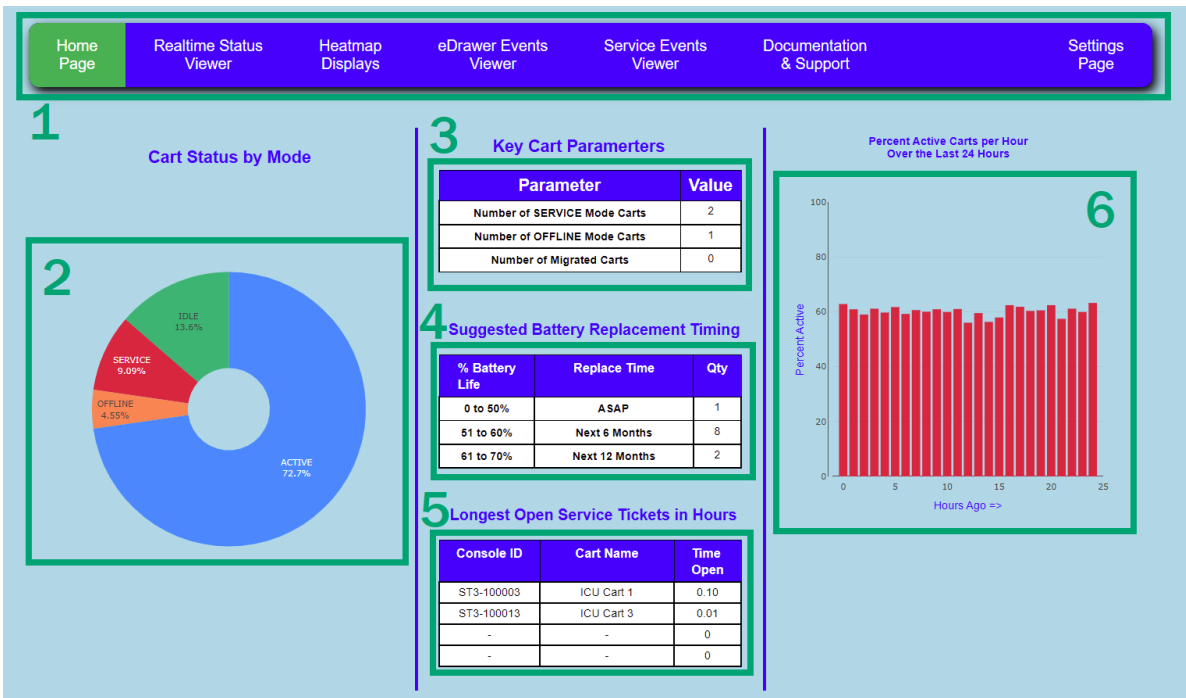 Home Page
Realtime Status Viewer
Heatmap Displays
eDrawer Events Viewer
Service Events Viewer
Documentation & Support
Settings Page
1
Cart Status by Mode
2
IDLE
13.6%
SERVICE
9.09%
OFFLINE
4.55%
ACTIVE
72.7%
3
Key Cart Paramerters
Parameter Value
Number of SERVICE Mode Carts 2
Number of OFFLINE Mode Carts 1
Number of Migrated Carts 0
4
Suggested Battery Replacement Timing
% Battery Life Replace Time Qty
0 to 50% ASAP 1
51 to 60% Next 6 Months 8
61 to 70% Next 12 Months 2
5
Longest Open Service Tickets in Hours
Console ID Cart Name Time Open
ST3-100003 ICU Cart 1 0.10
ST3-100013 ICU Cart 3 0.01
- - 0
- - 0
Percent Active Carts per Hour
Over the Last 24 Hours
6
100
80
60
40
20
0
Percent Active
0 5 10 15 20 25
Hours Ago =>